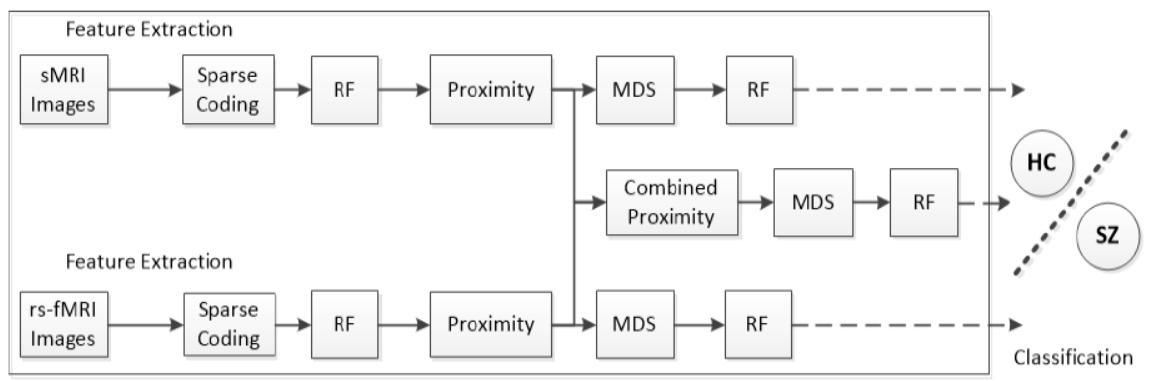 Feature Extraction
sMRI
Images
Sparse
Coding
RF
Proximity
MDS
RF
Combined
Proximity
MDS
RF
HC
SZ
Feature Extraction
rs-fMRI
Images
Sparse
Coding
RF
Proximity
MDS
RF
Classification